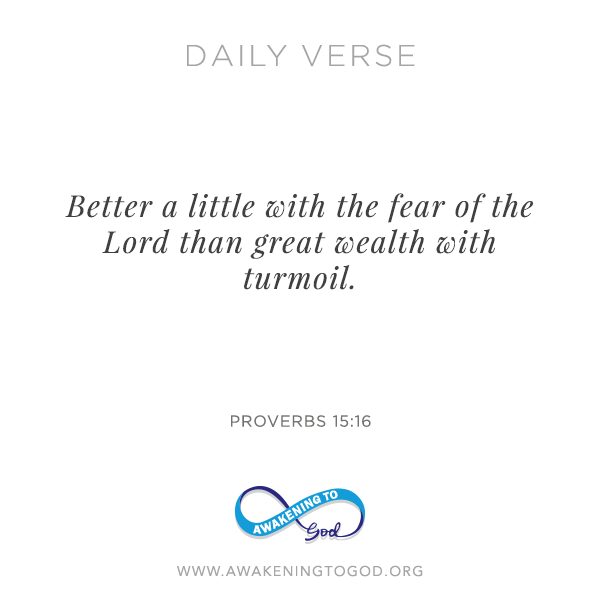 DAILY VERSE
Better a little with the fear of the
Lord than great wealth with
turmoil.
PROVERBS 15:16
AWAKENING TO
God
WWW.AWAKENINGTOGOD.ORG